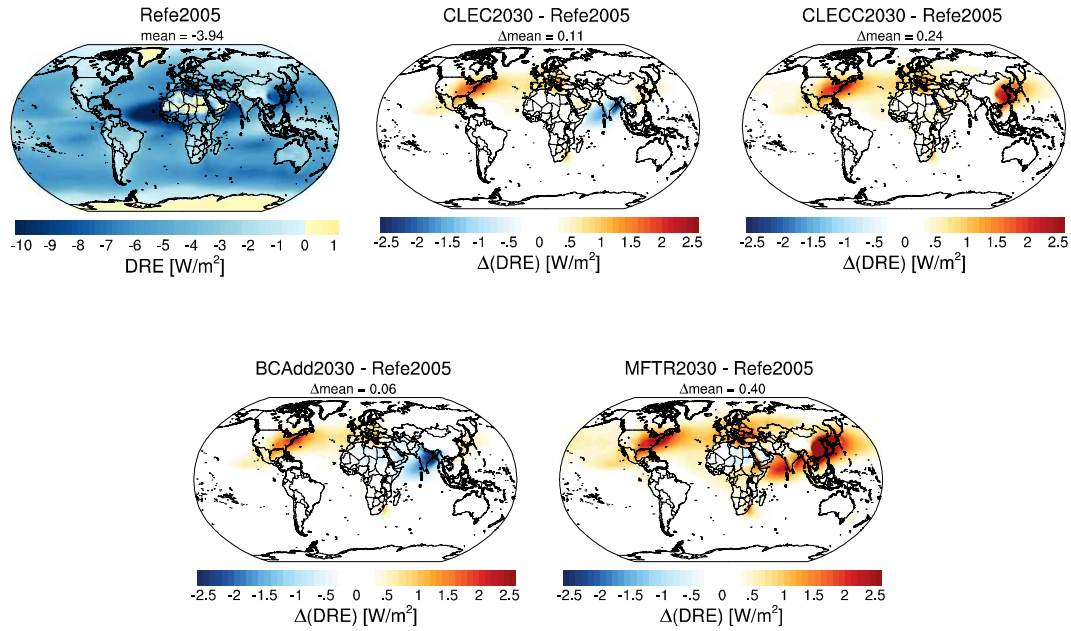 Refe2005
mean = -3.94
-10 -9 -8 -7 -6 -5 -4 -3 -2 -1 0 1
DRE [W/m²]
CLEC2030 - Refe2005
Δmean = 0.11
-2.5 -2 -1.5 -1 -.5 0 .5 1 1.5 2 2.5
Δ(DRE) [W/m²]
CLECC2030 - Refe2005
Δmean = 0.24
-2.5 -2 -1.5 -1 -.5 0 .5 1 1.5 2 2.5
Δ(DRE) [W/m²]
BCAdd2030 - Refe2005
Δmean = 0.06
-2.5 -2 -1.5 -1 -.5 0 .5 1 1.5 2 2.5
Δ(DRE) [W/m²]
MFTR2030 - Refe2005
Δmean = 0.40
-2.5 -2 -1.5 -1 -.5 0 .5 1 1.5 2 2.5
Δ(DRE) [W/m²]